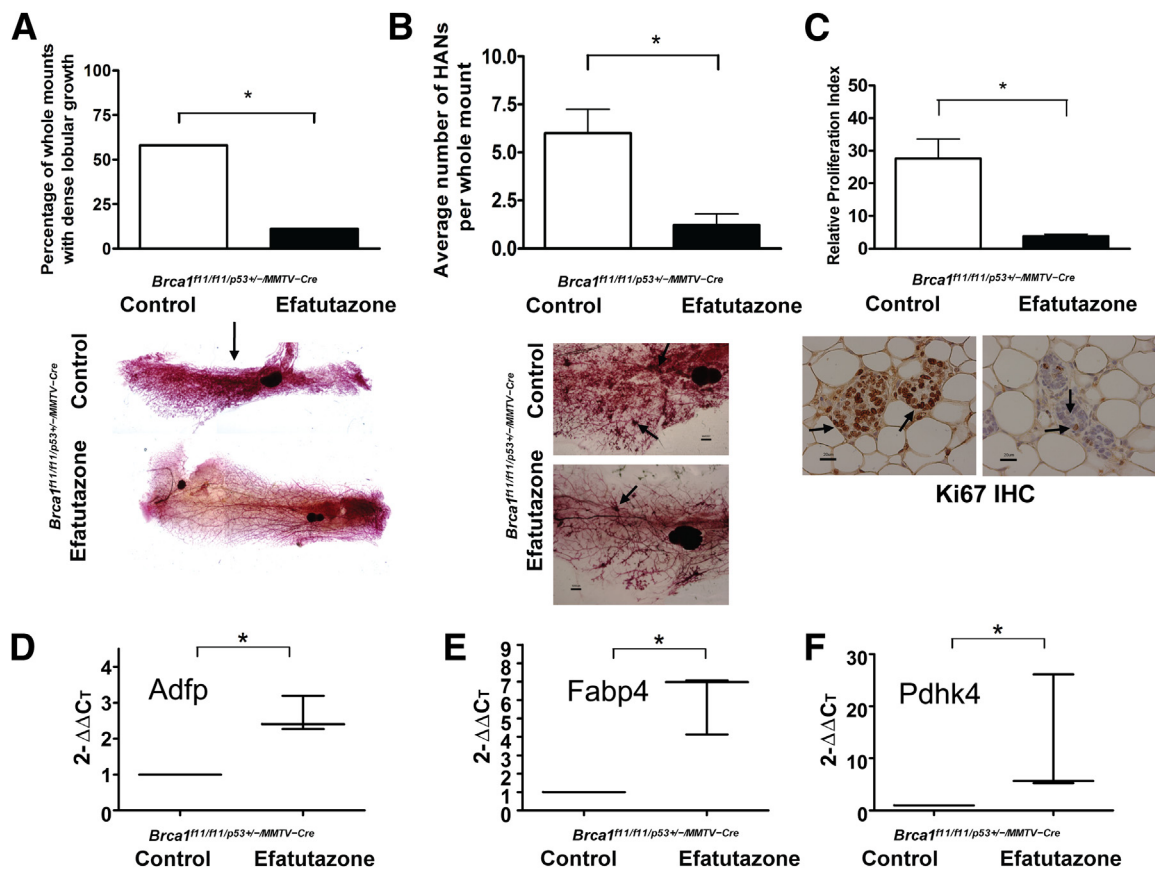 A
Percentage of whole mounts
with dense lobular growth
100
75
50
25
0
*
Brca1f11/f11/p53+/−/MMTV−Cre
Control
Efatutazone
Brca1f11/f11/p53+/−/MMTV−Cre
Control
Efatutazone
B
Average number of HANs
per whole mount
10.0
7.5
5.0
2.5
0.0
*
Brca1f11/f11/p53+/−/MMTV−Cre
Control
Efatutazone
Brca1f11/f11/p53+/−/MMTV−Cre
Control
Efatutazone
C
Relative Proliferation Index
50
40
30
20
10
0
*
Brca1f11/f11/p53+/−/MMTV−Cre
Control
Efatutazone
Ki67 IHC
D
2- ΔΔCT
4
3
2
1
0
Adfp
*
Brca1f11/f11/p53+/−/MMTV−Cre
Control
Efatutazone
E
2- ΔΔCT
9
8
7
6
5
4
3
2
1
0
Fabp4
*
Brca1f11/f11/p53+/−/MMTV−Cre
Control
Efatutazone
F
2- ΔΔCT
30
20
10
0
Pdhk4
*
Brca1f11/f11/p53+/−/MMTV−Cre
Control
Efatutazone